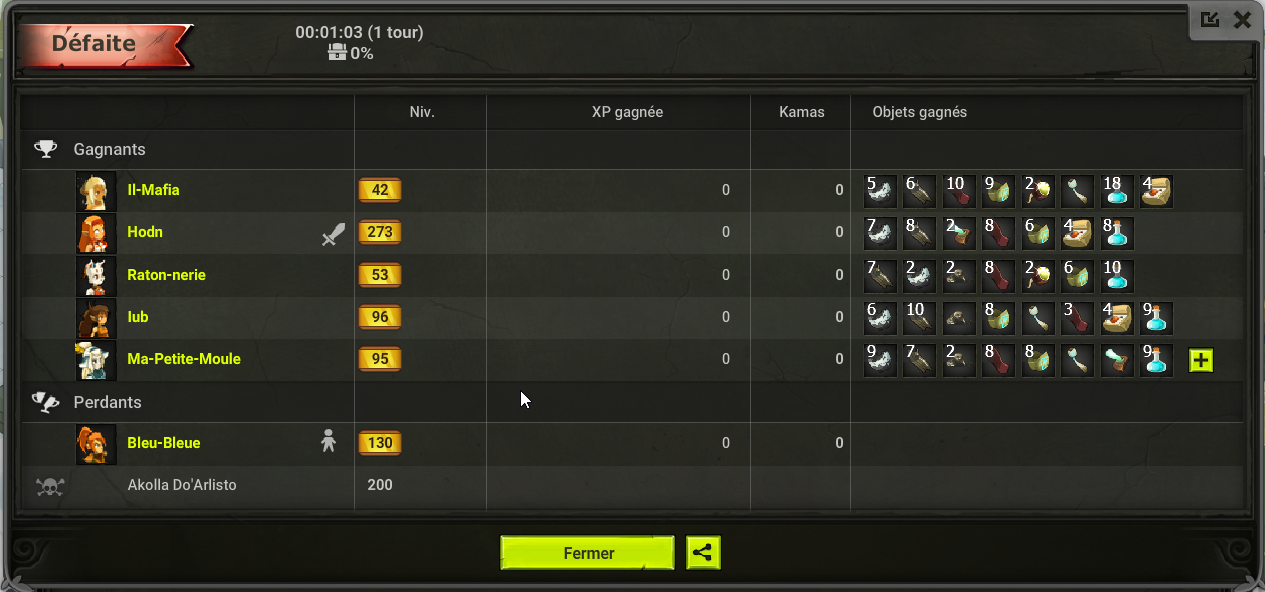 Défaite
00:01:03 (1 tour)
0%
Niv. XP gagnée Kamas Objets gagnés
Gagnants
Il-Mafia 42 0 0 5 6 10 9 2 18 4
Hodn 273 0 0 7 8 2 8 6 4 8
Raton-nerie 53 0 0 7 2 2 8 2 6 10
Iub 96 0 0 6 10 8 3 4 9
Ma-Petite-Moule 95 0 0 9 7 2 8 8 9
Perdants
Bleu-Bleue 130 0 0
Akolla Do'Arlisto 200
Fermer